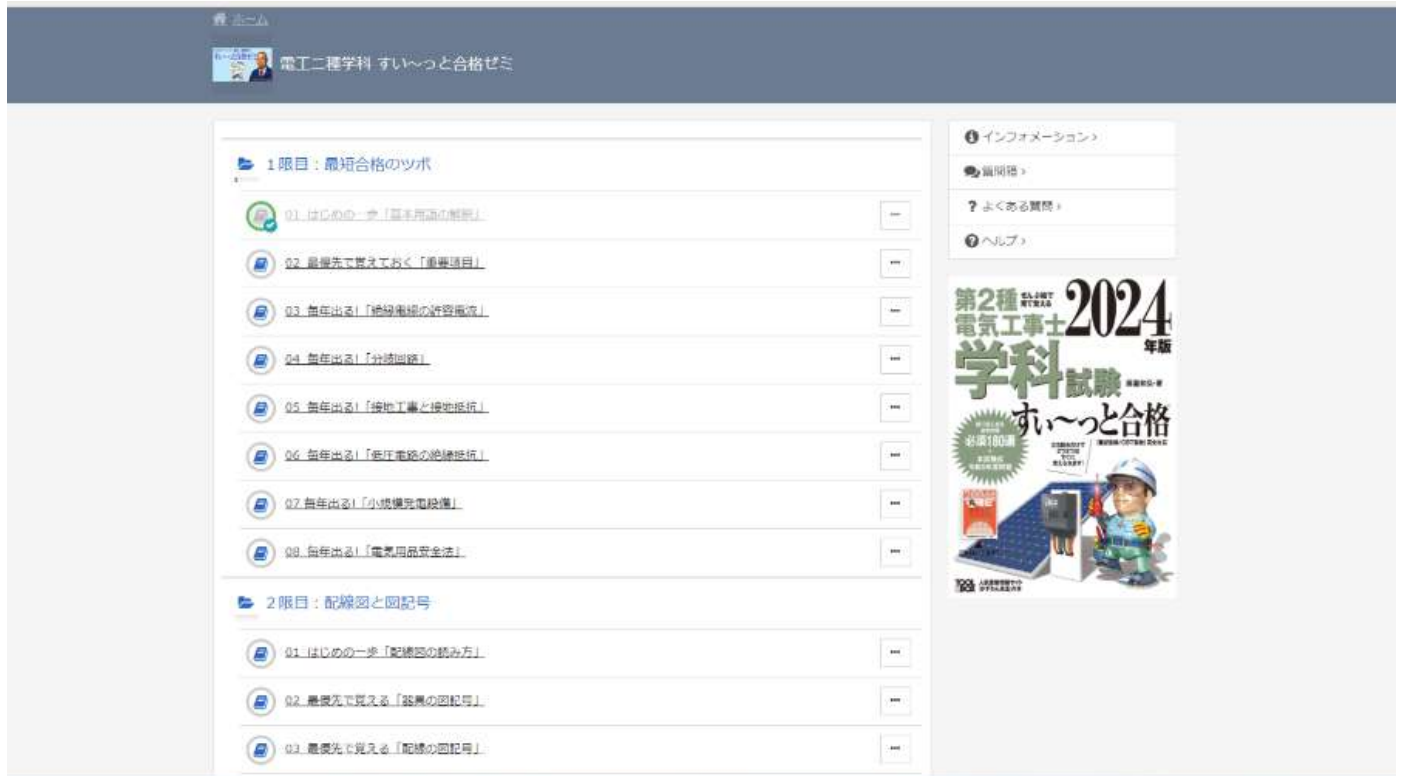 ホーム
電工二種学科 すい〜っと合格ゼミ
1限目：最短合格のツボ
01 はじめの一歩「基本用語の解説」
02 最優先で覚えておく「重要項目」
03 毎年出る!「絶縁電線の許容電流」
04 毎年出る!「分岐回路」
05 毎年出る!「接地工事と接地抵抗」
06 毎年出る!「低圧電路の絶縁抵抗」
07 毎年出る!「小規模発電設備」
08 毎年出る!「電気用品安全法」
2限目：配線図と図記号
01 はじめの一歩「配線図の読み方」
02 最優先で覚える「器具の図記号」
03 最優先で覚える「配線の図記号」
インフォメーション
質問箱
よくある質問
ヘルプ
第2種
電気工事士
ぜんぶ絵で
見て覚える
2024
年版
学科試験
すい〜っと合格
必須180選
TOOL
BOX